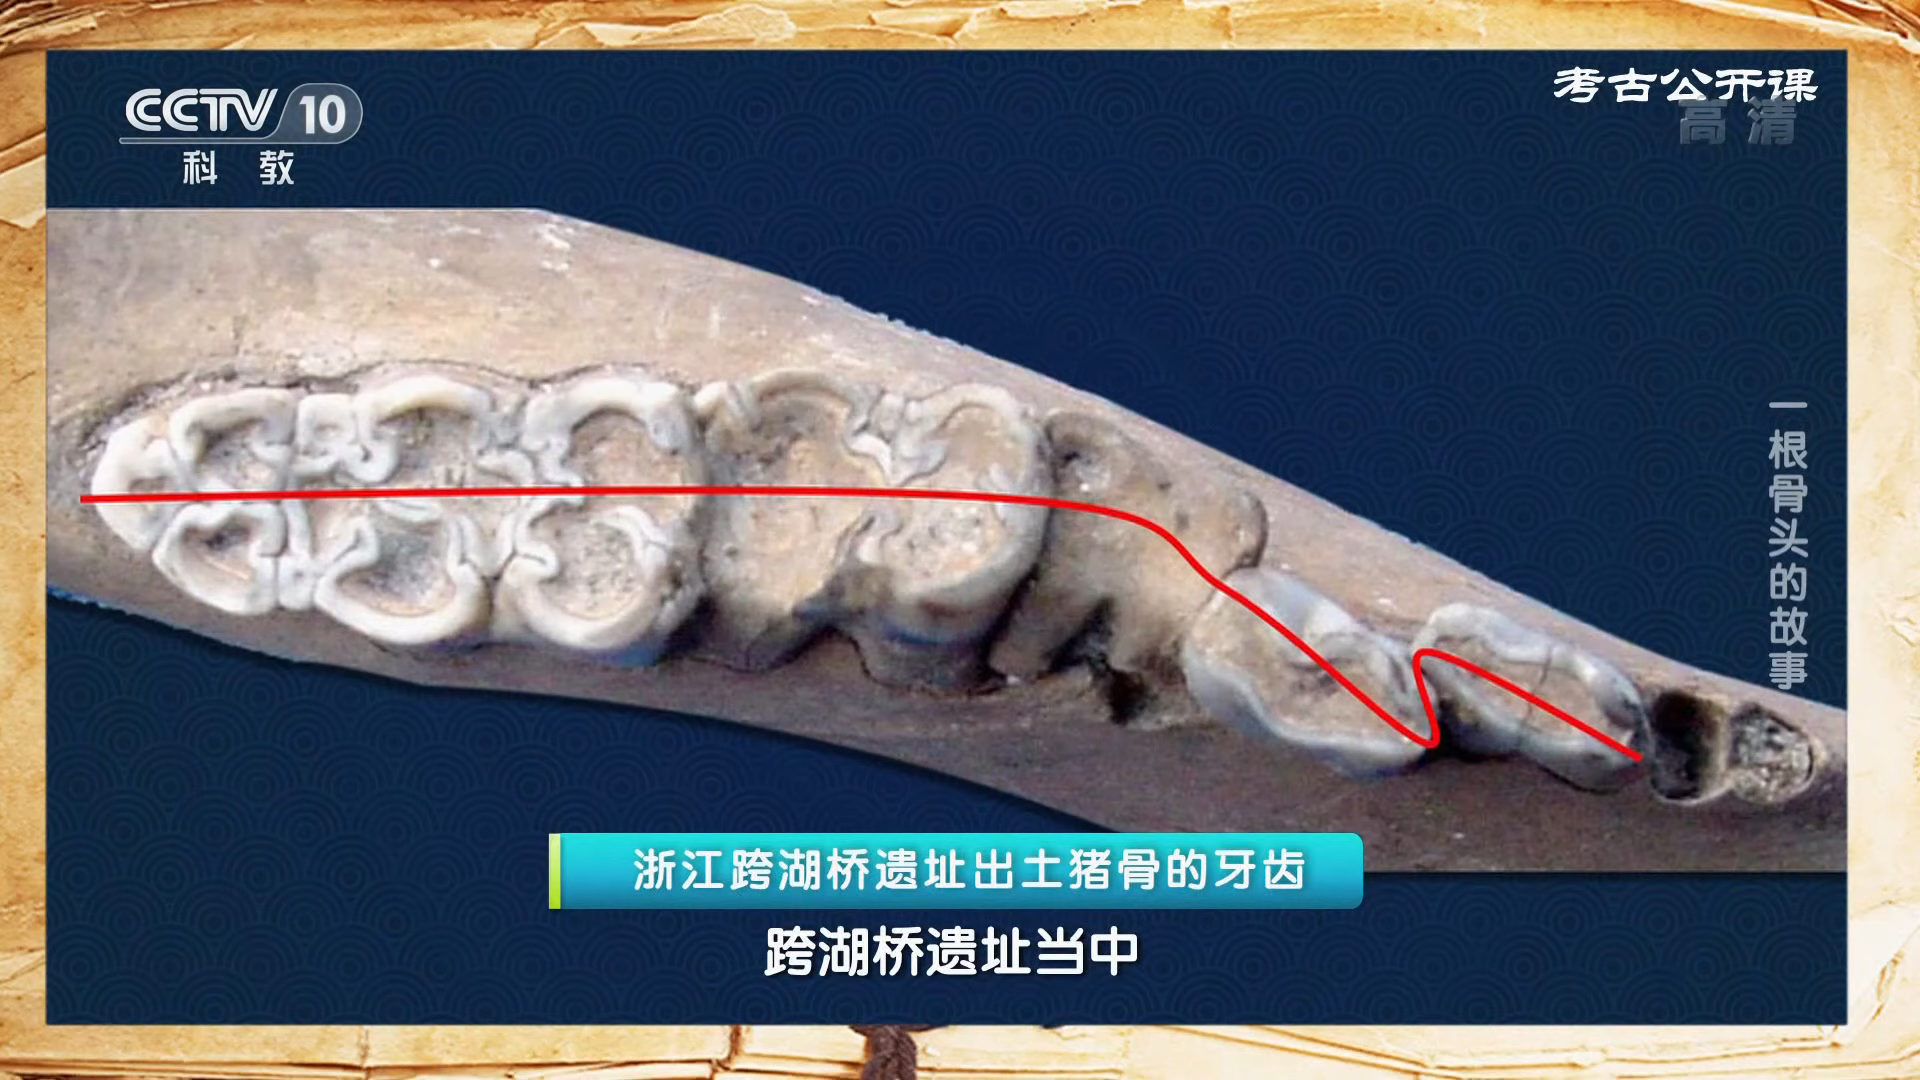 CCTV 10
科 教
考古公开课
高清
一根骨头的故事
浙江跨湖桥遗址出土猪骨的牙齿
跨湖桥遗址当中